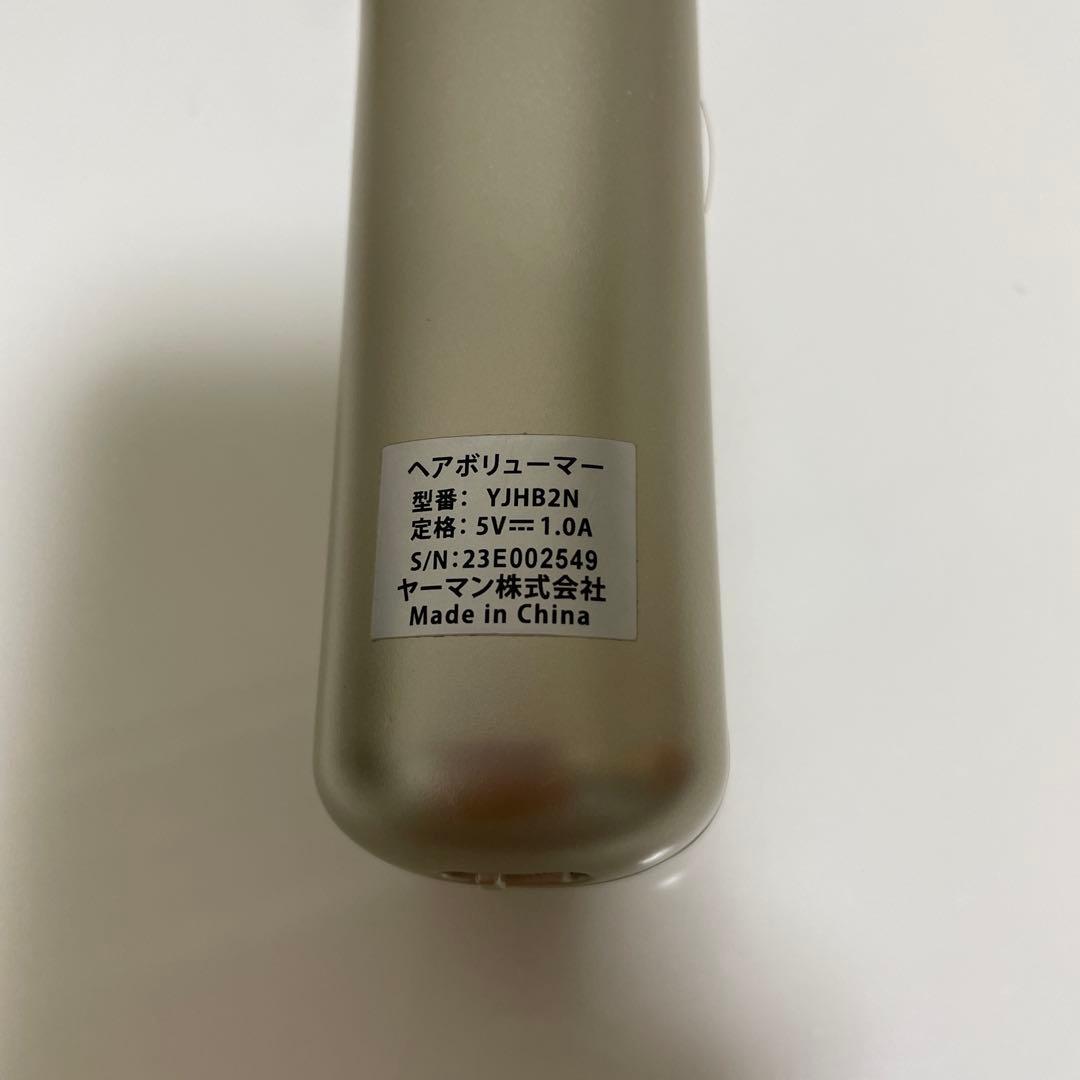 ヘアボリューマー
型番: YJHB2N
定格: 5V⎓1.0A
S/N:23E002549
ヤーマン株式会社
Made in China